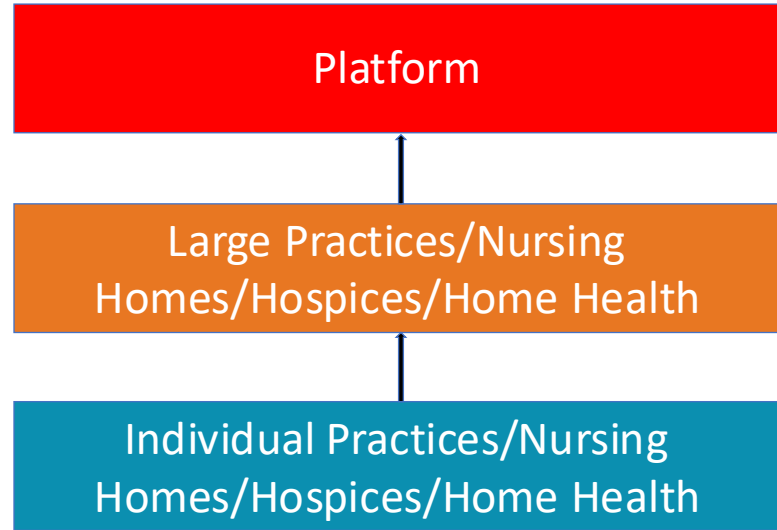 Platform
Large Practices/Nursing
Homes/Hospices/Home Health
Individual Practices/Nursing
Homes/Hospices/Home Health